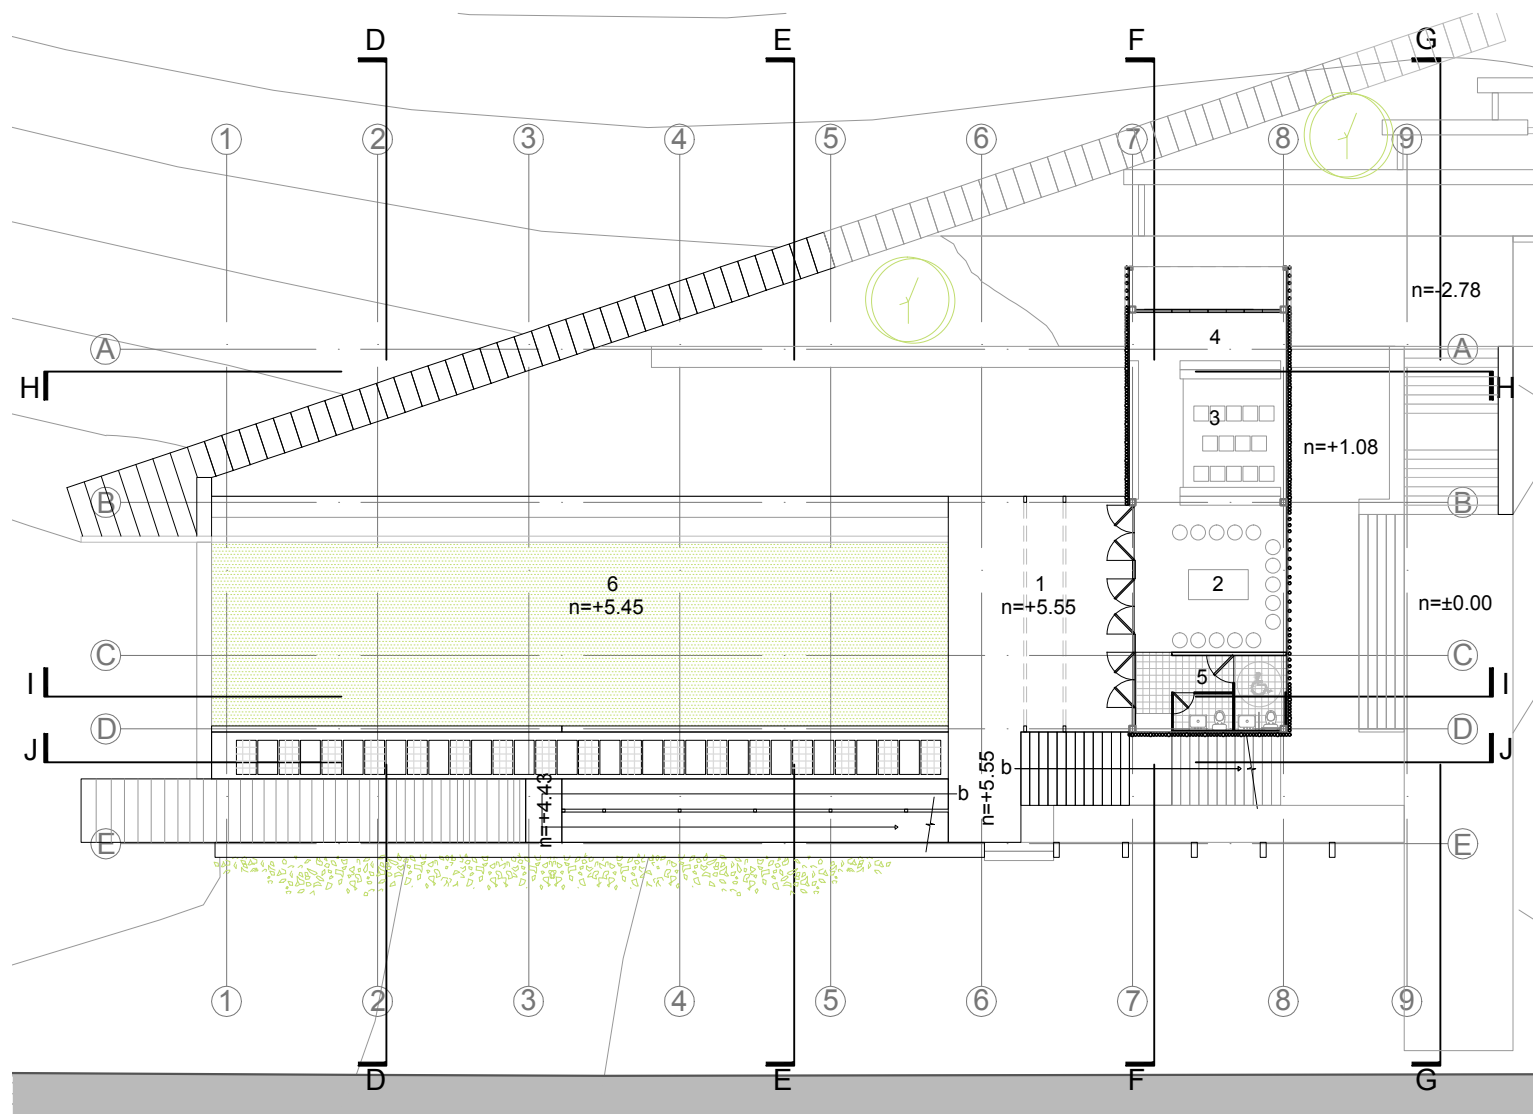 D E F G
1 2 3 4 5 6 7 8 9
n=-2.78
4
A A
H H
3
n=+1.08
B B
6
n=+5.45
1
n=+5.55
2
n=±0.00
C C
5
I I
D D
J J
b
n=+5.55
n=+4.43
b
E E
1 2 3 4 5 6 7 8 9
D E F G